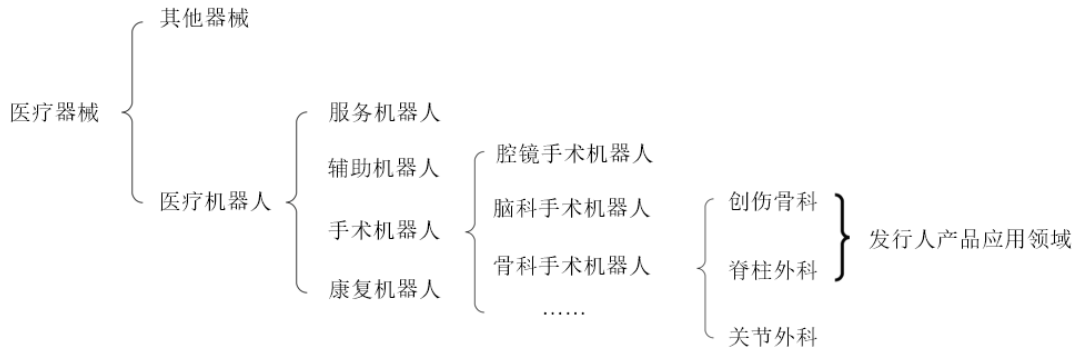 其他器械
医疗器械
医疗机器人
服务机器人
辅助机器人
手术机器人
康复机器人
腔镜手术机器人
脑科手术机器人
骨科手术机器人
……
创伤骨科
脊柱外科
关节外科
发行人产品应用领域